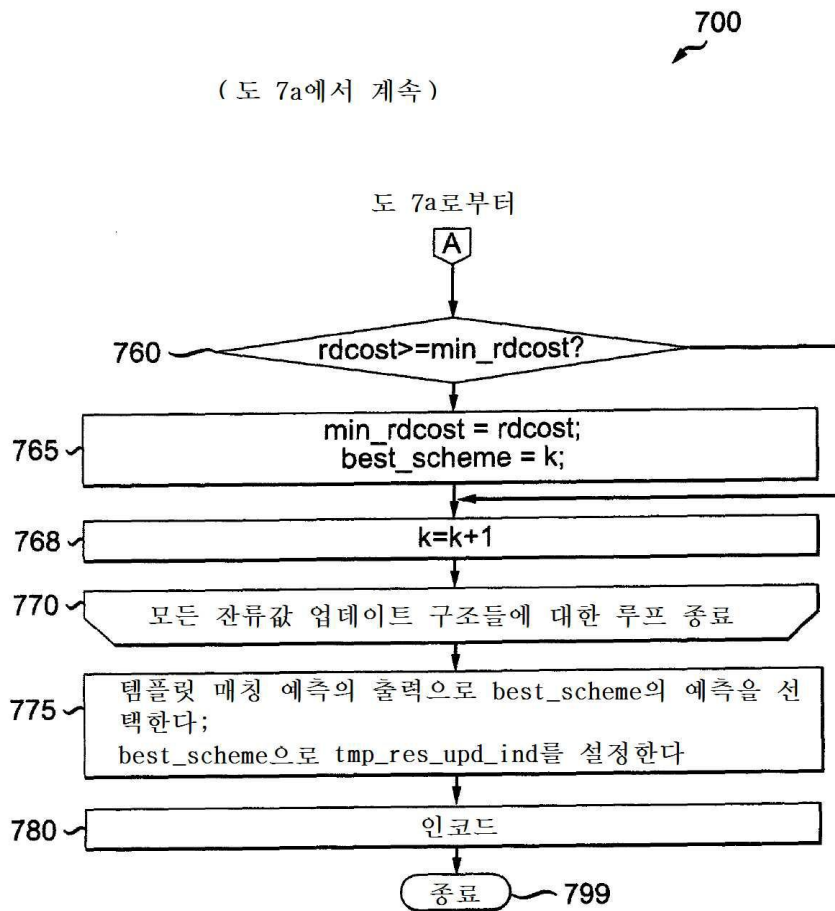 700
(도 7a에서 계속)
도 7a로부터
A
760
rdcost>=min_rdcost?
765
min_rdcost = rdcost;
best_scheme = k;
768
k=k+1
770
모든 잔류값 업데이트 구조들에 대한 루프 종료
775
템플릿 매칭 예측의 출력으로 best_scheme의 예측을 선
택한다;
best_scheme으로 tmp_res_upd_ind를 설정한다
780
인코드
종료
799